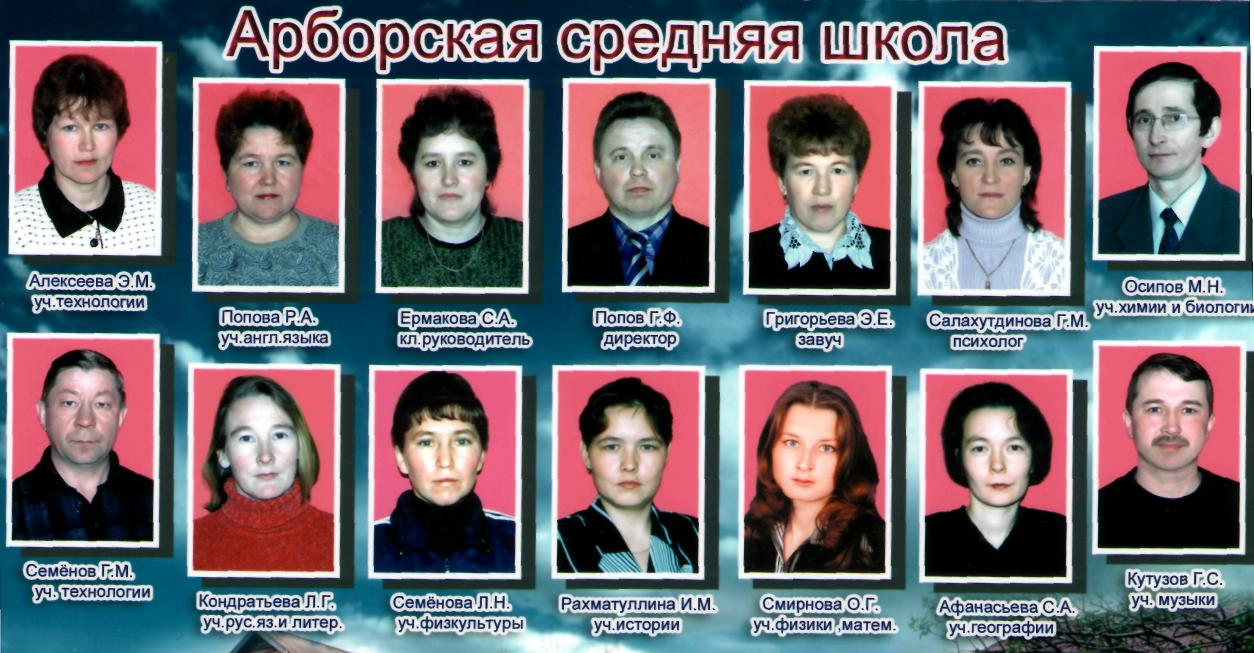 Арборская средняя школа
Алексеева Э.М.
уч.технологии
Попова Р.А.
уч.англ.языка
Ермакова С.А.
кл.руководитель
Попов Г.Ф.
директор
Григорьева Э.Е.
завуч
Салахутдинова Г.М.
психолог
Осипов М.Н.
уч.химии и биологии
Семёнов Г.М.
уч. технологии
Кондратьева Л.Г.
уч.рус.яз.и литер.
Семёнова Л.Н.
уч.физкультуры
Рахматуллина И.М.
уч.истории
Смирнова О.Г.
уч.физики ,матем.
Афанасьева С.А.
уч.географии
Кутузов Г.С.
уч. музыки